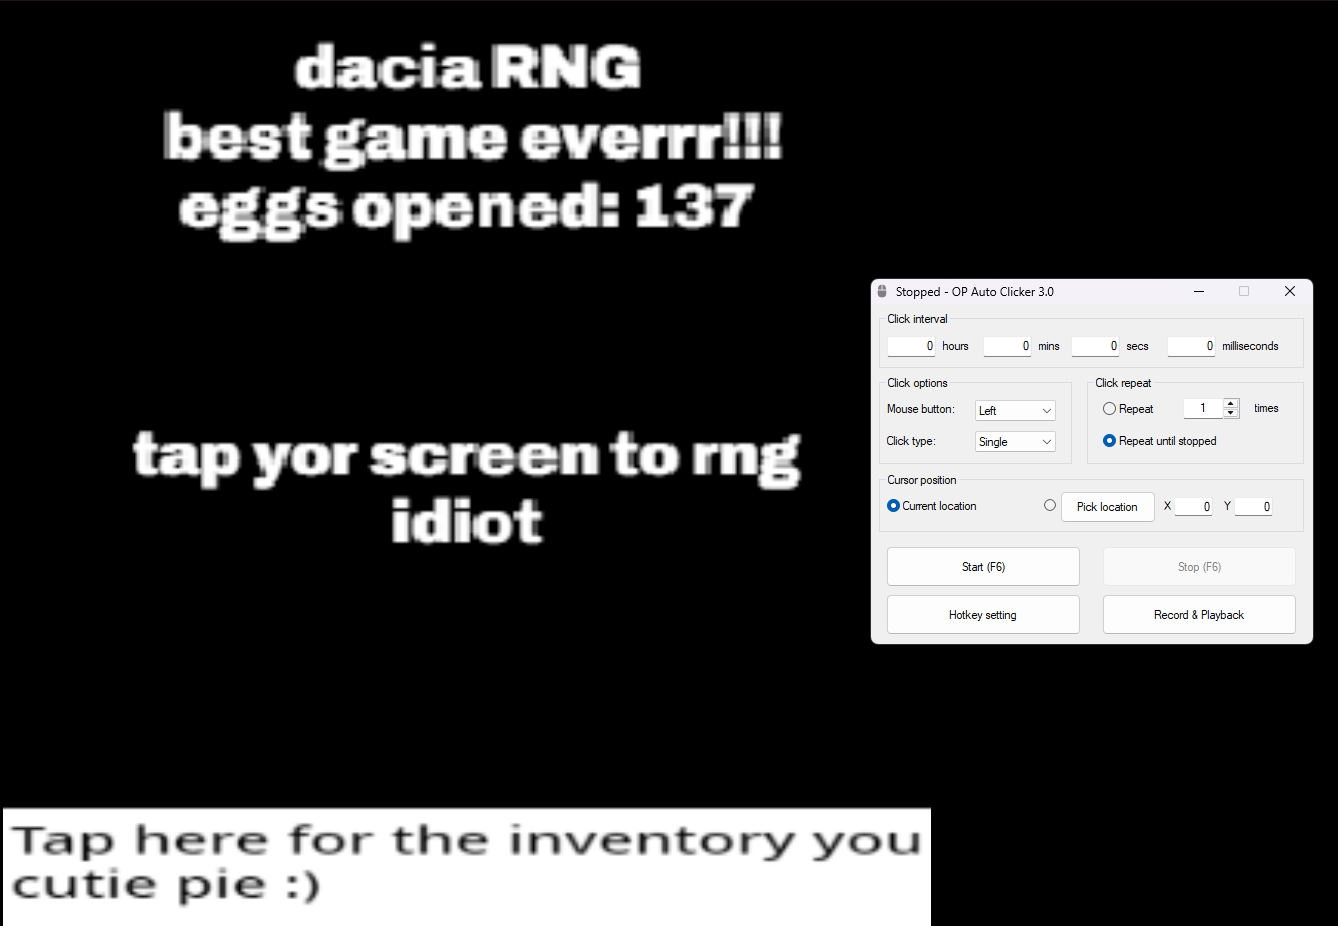 dacia RNG
best game everrr!!!
eggs opened: 137
tap yor screen to rng
idiot
Stopped - OP Auto Clicker 3.0
Click interval
0 hours 0 mins 0 secs 0 milliseconds
Click options
Mouse button: Left
Click type: Single
Click repeat
Repeat 1 times
Repeat until stopped
Cursor position
Current location Pick location X 0 Y 0
Start (F6) Stop (F6)
Hotkey setting Record & Playback
Tap here for the inventory you
cutie pie :)